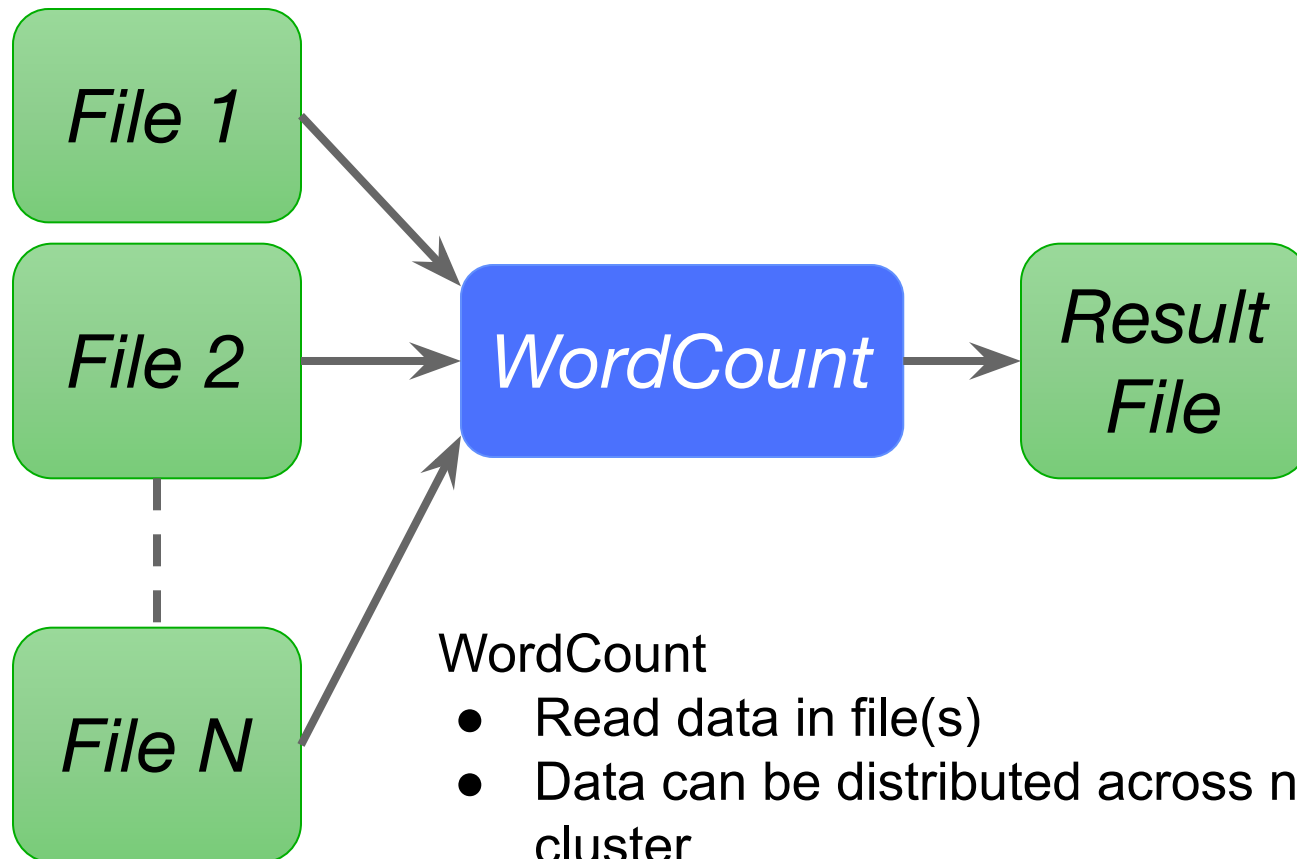 File 1
File 2
File N
WordCount
Result
File
WordCount
● Read data in file(s)
● Data can be distributed across n
cluster